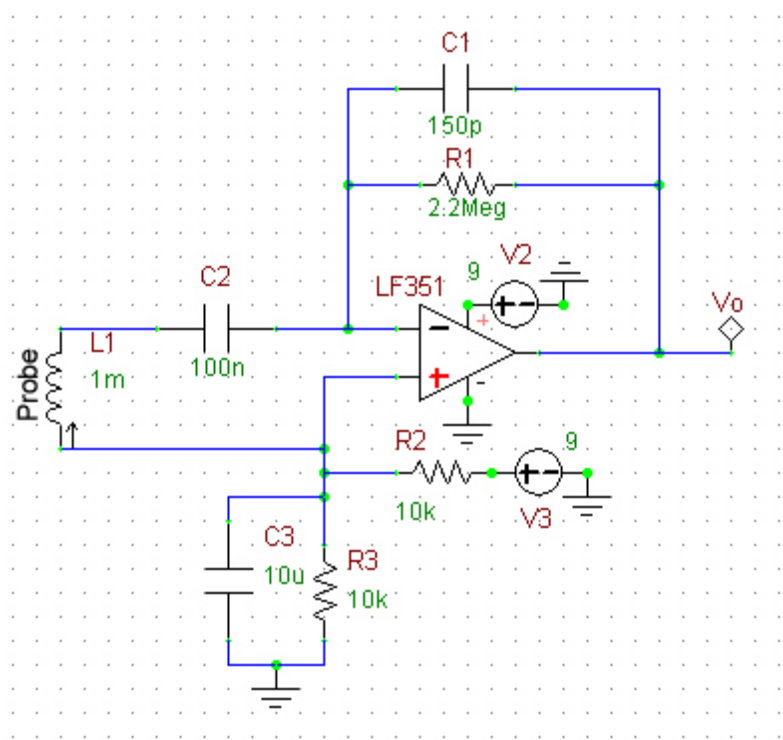 C1
150p
R1
2.2Meg
V2
9
LF351
Vo
C2
100n
L1
1m
Probe
R2
10k
9
V3
C3
10u
R3
10k